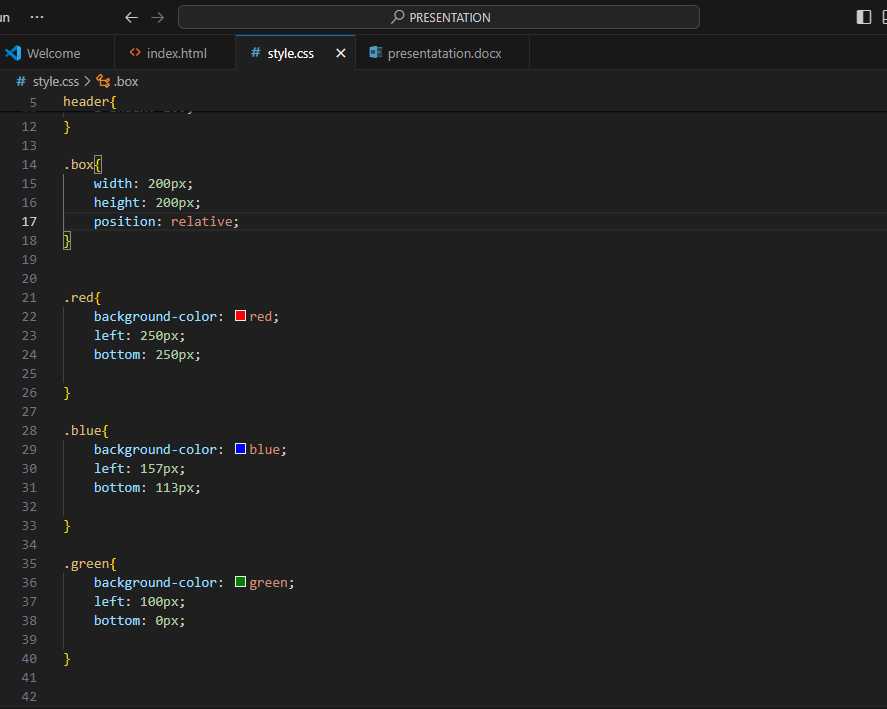 un ··· ← → PRESENTATION
Welcome <> index.html # style.css × presentatation.docx
# style.css > .box
5 header{
12 }
13
14 .box{
15     width: 200px;
16     height: 200px;
17     position: relative;
18 }
19
20
21 .red{
22     background-color: red;
23     left: 250px;
24     bottom: 250px;
25
26 }
27
28 .blue{
29     background-color: blue;
30     left: 157px;
31     bottom: 113px;
32
33 }
34
35 .green{
36     background-color: green;
37     left: 100px;
38     bottom: 0px;
39
40 }
41
42